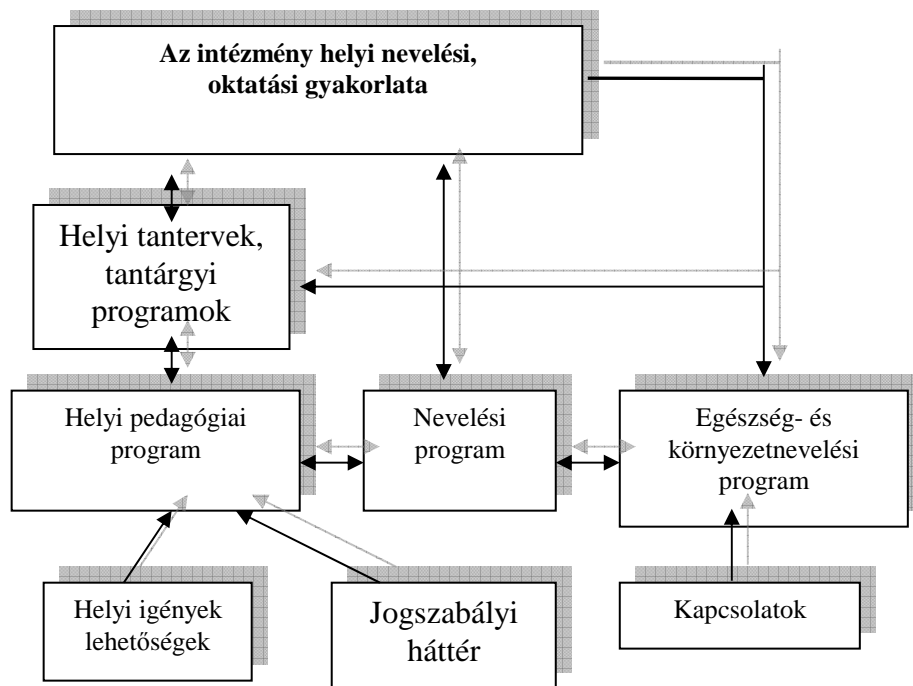 Az intézmény helyi nevelési,
oktatási gyakorlata
Helyi tantervek,
tantárgyi
programok
Helyi pedagógiai
program
Nevelési
program
Egészség- és
környezetnevelési
program
Helyi igények
lehetőségek
Jogszabályi
háttér
Kapcsolatok